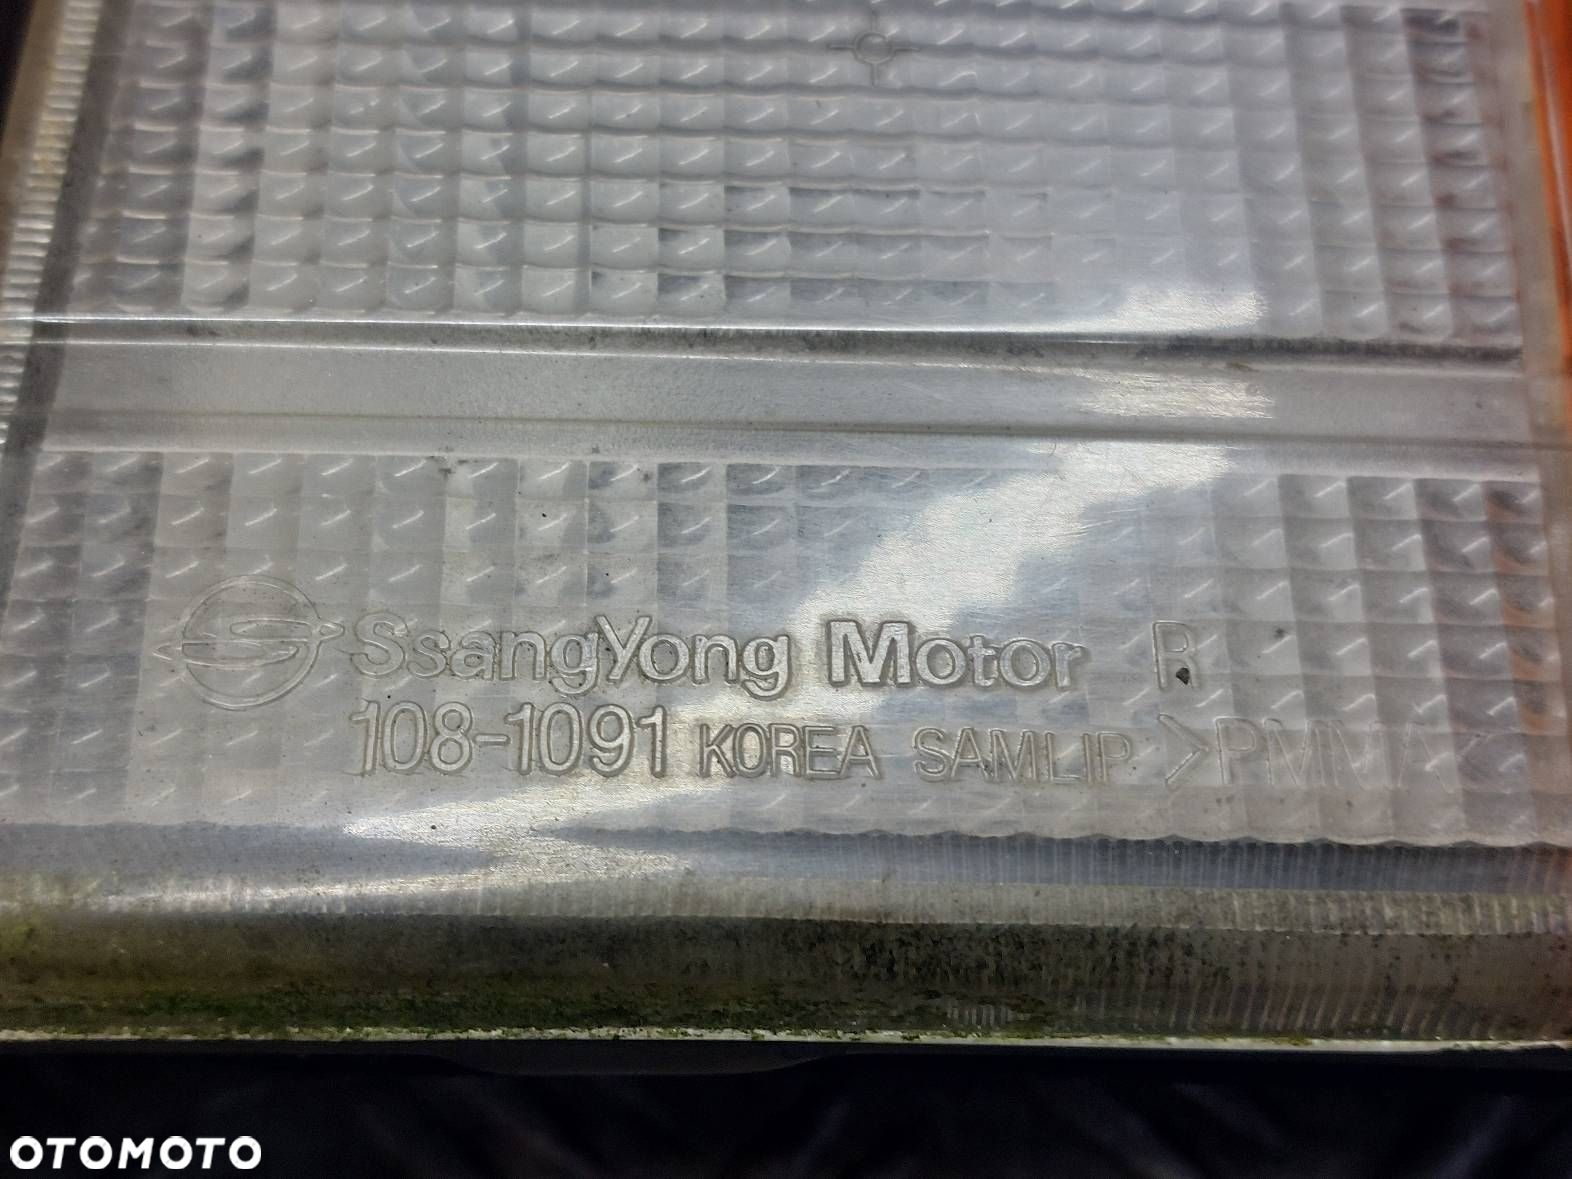 SsangYong Motor R
108-1091 KOREA SAMLIP >PMMA<
OTOMOTO